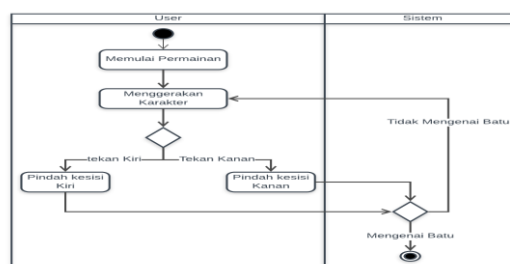 User
Sistem
Memulai Permainan
Menggerakan
Karakter
Tidak Mengenai Batu
tekan Kiri
Tekan Kanan
Pindah kesisi
Kiri
Pindah kesisi
Kanan
Mengenai Batu